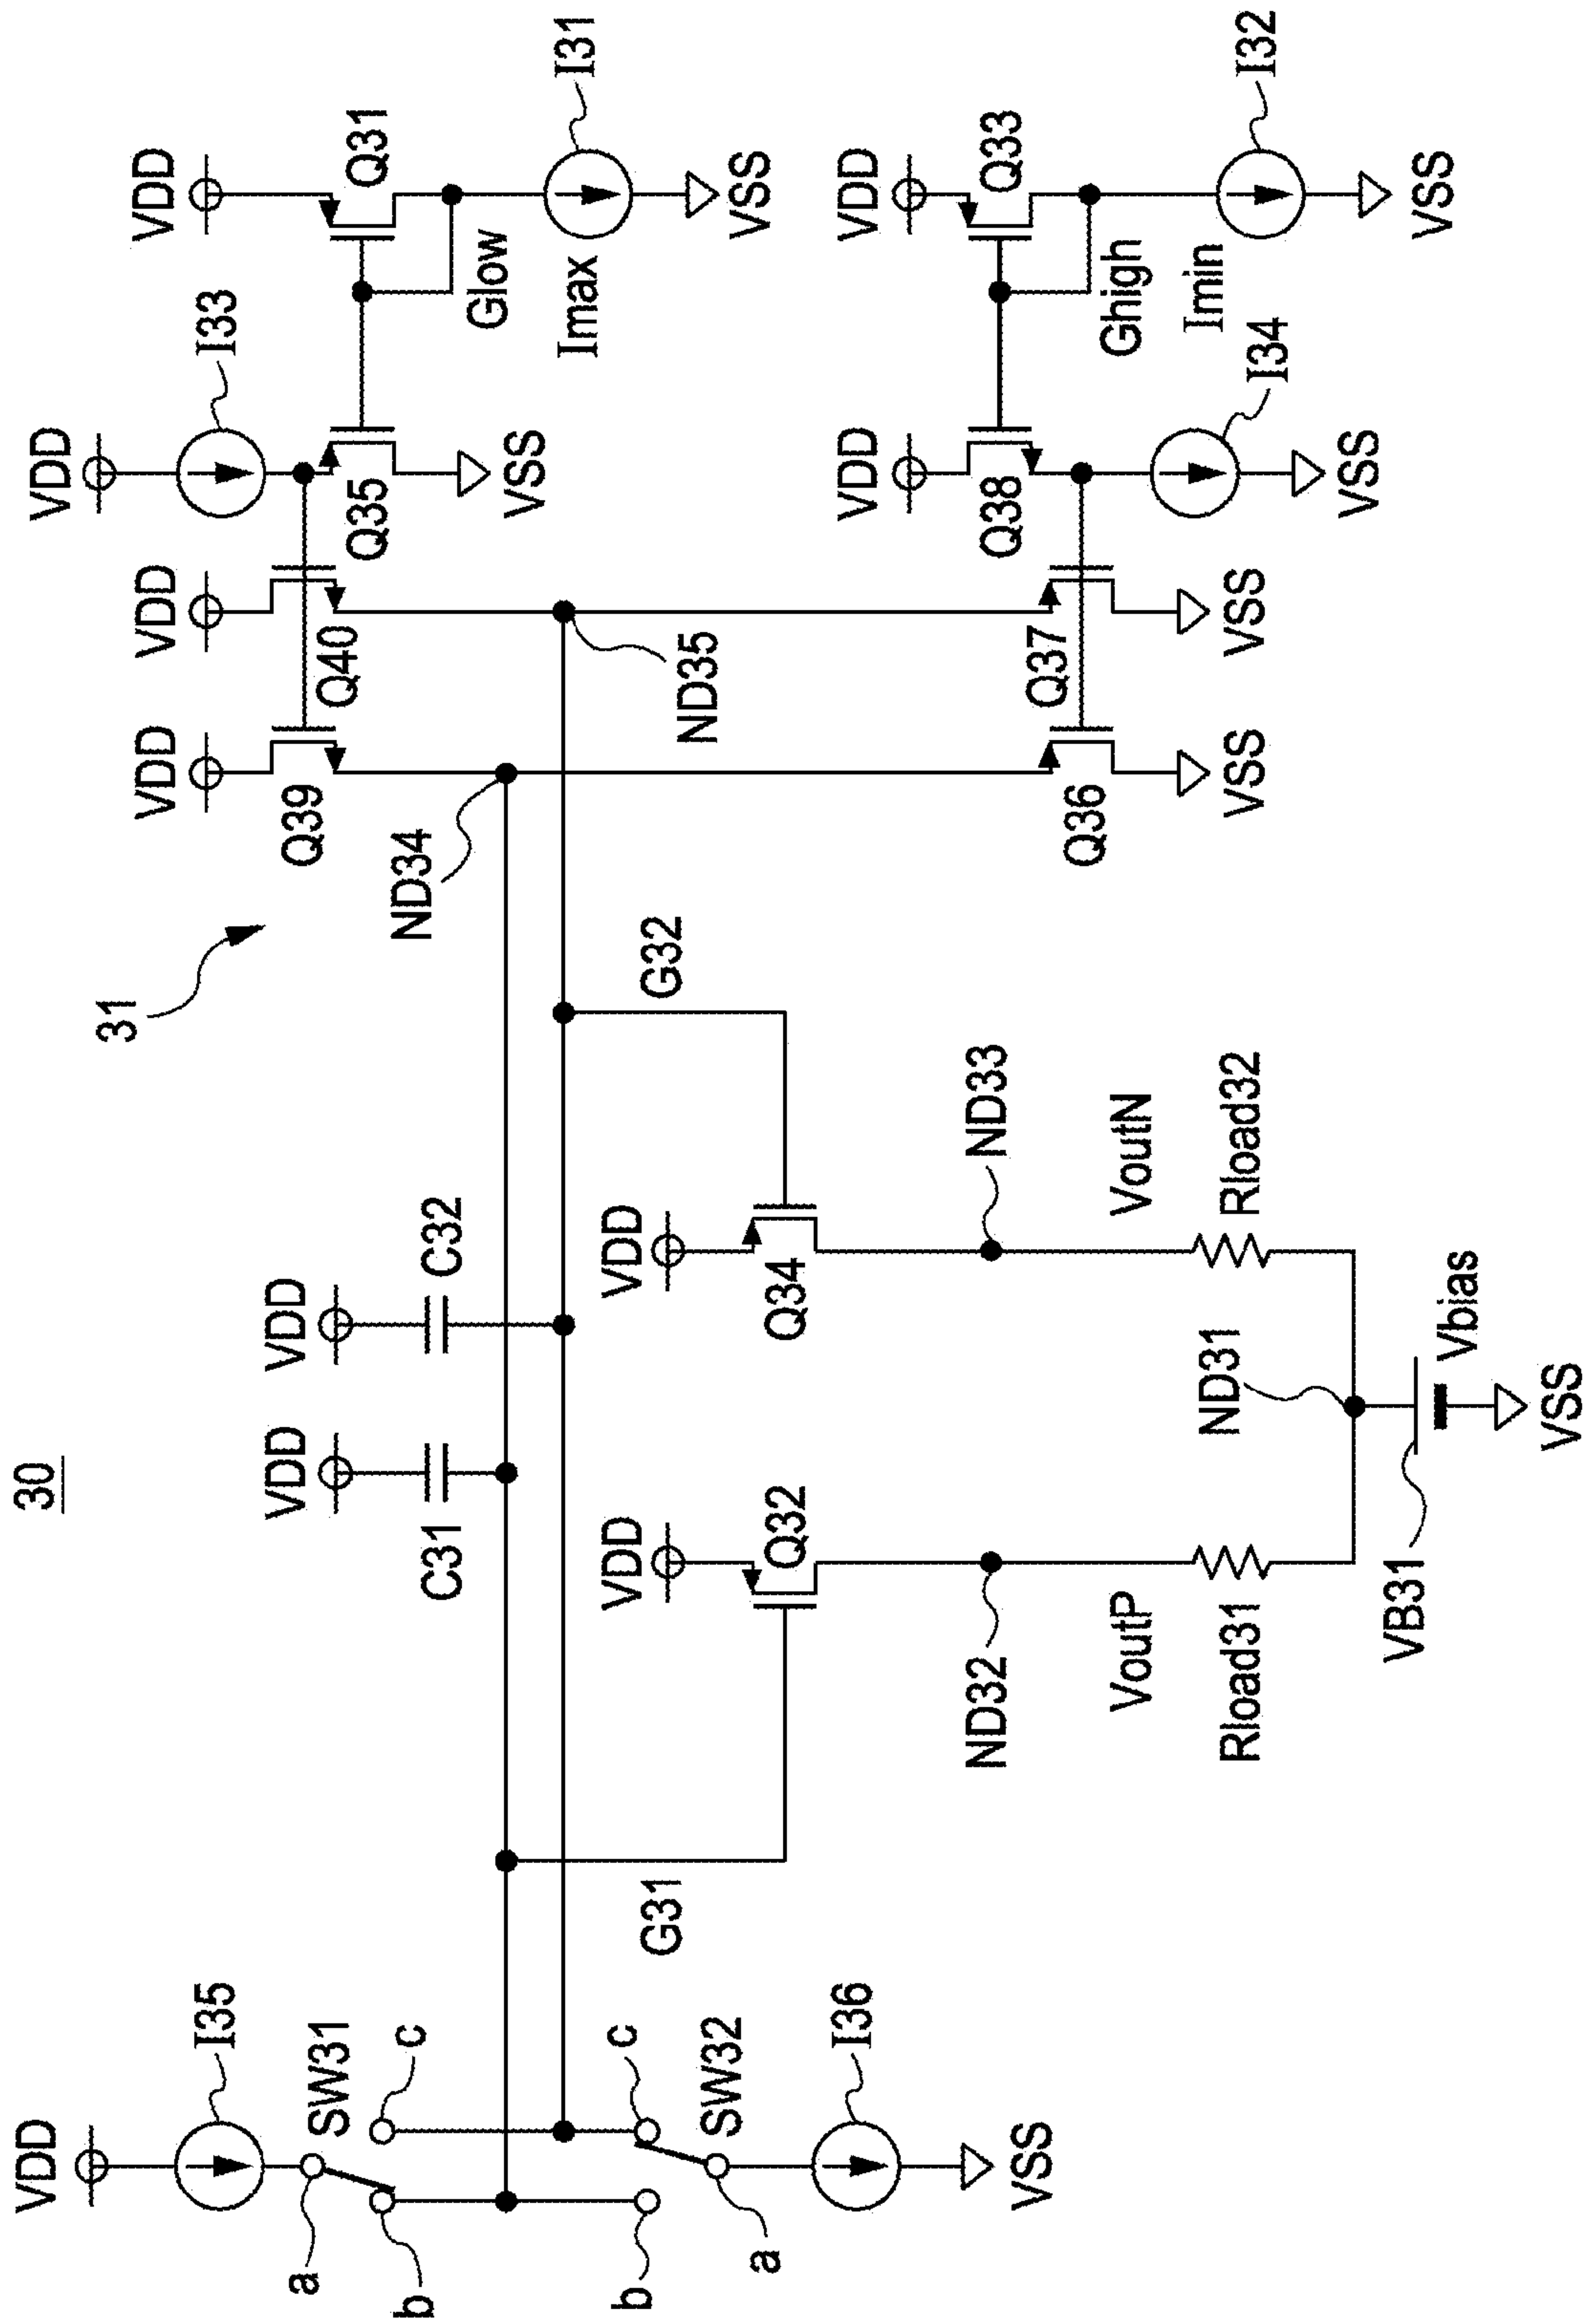 30
31
VDD
I35
SW31
a
b
c
c
b
SW32
a
I36
VSS
VDD
C31
VDD
C32
G31
G32
VDD
Q32
VDD
Q34
ND32
ND33
VoutP
VoutN
Rload31
Rload32
ND31
VB31
Vbias
VSS
VDD
Q39
VDD
Q40
VDD
I33
Q35
VSS
VDD
Q31
Glow
Imax
I31
VSS
ND34
ND35
Q36
VSS
Q37
VSS
VDD
Q38
I34
VSS
VDD
Q33
Ghigh
Imin
I32
VSS